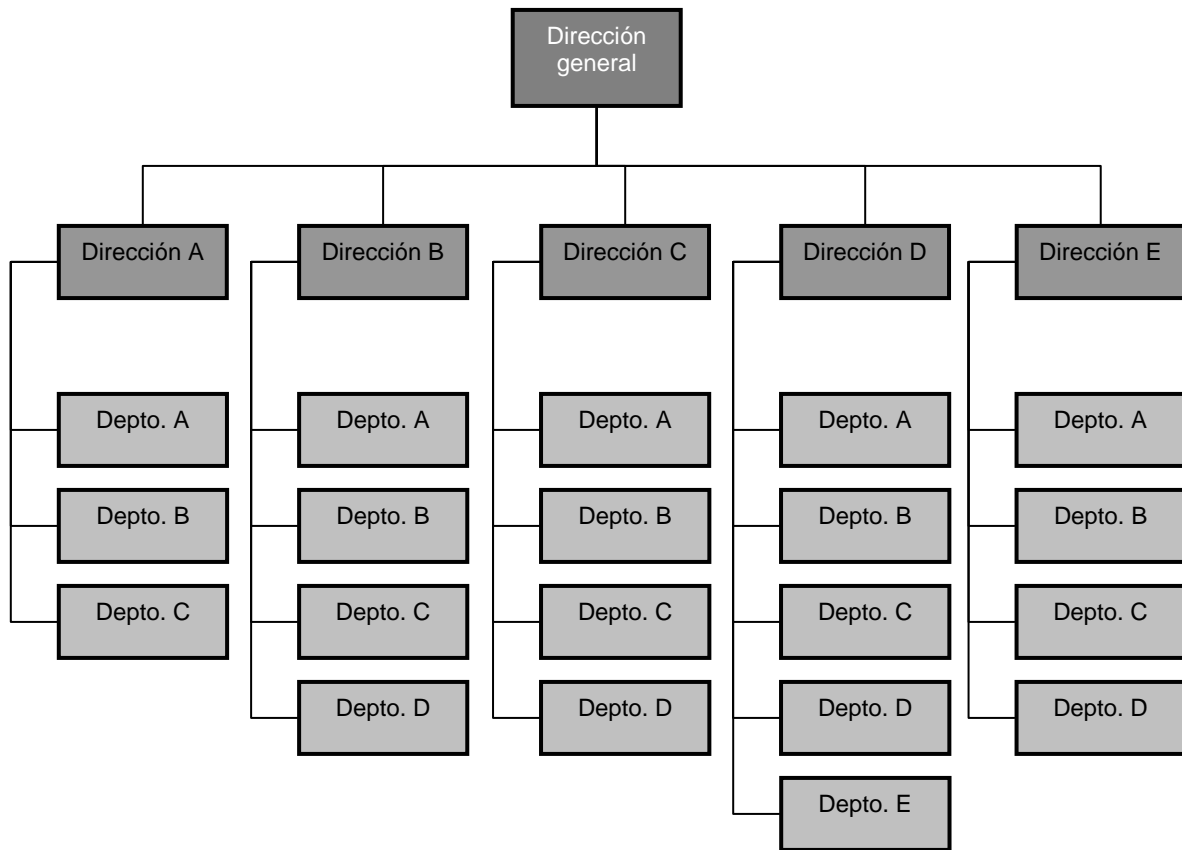 Dirección
general
Dirección A
Dirección B
Dirección C
Dirección D
Dirección E
Depto. A
Depto. A
Depto. A
Depto. A
Depto. A
Depto. B
Depto. B
Depto. B
Depto. B
Depto. B
Depto. C
Depto. C
Depto. C
Depto. C
Depto. C
Depto. D
Depto. D
Depto. D
Depto. D
Depto. E